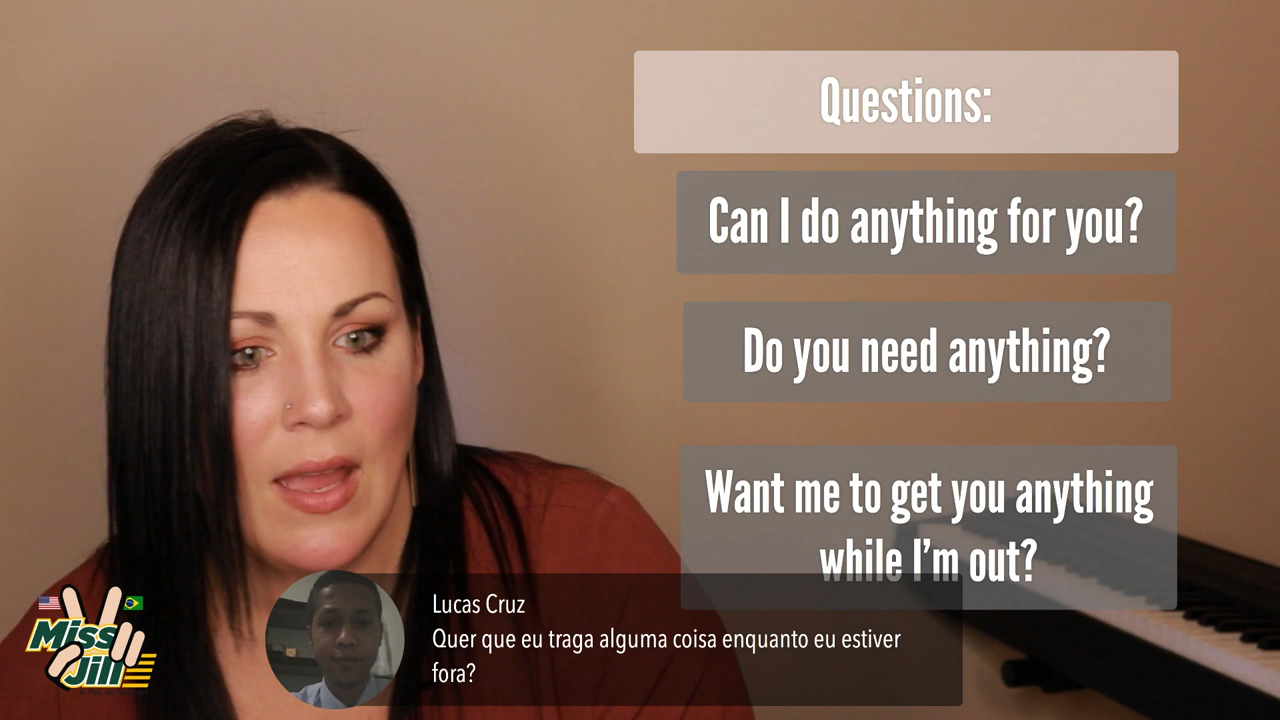 Questions:
Can I do anything for you?
Do you need anything?
Want me to get you anything
while I'm out?
Lucas Cruz
Quer que eu traga alguma coisa enquanto eu estiver
fora?
Miss
Jill